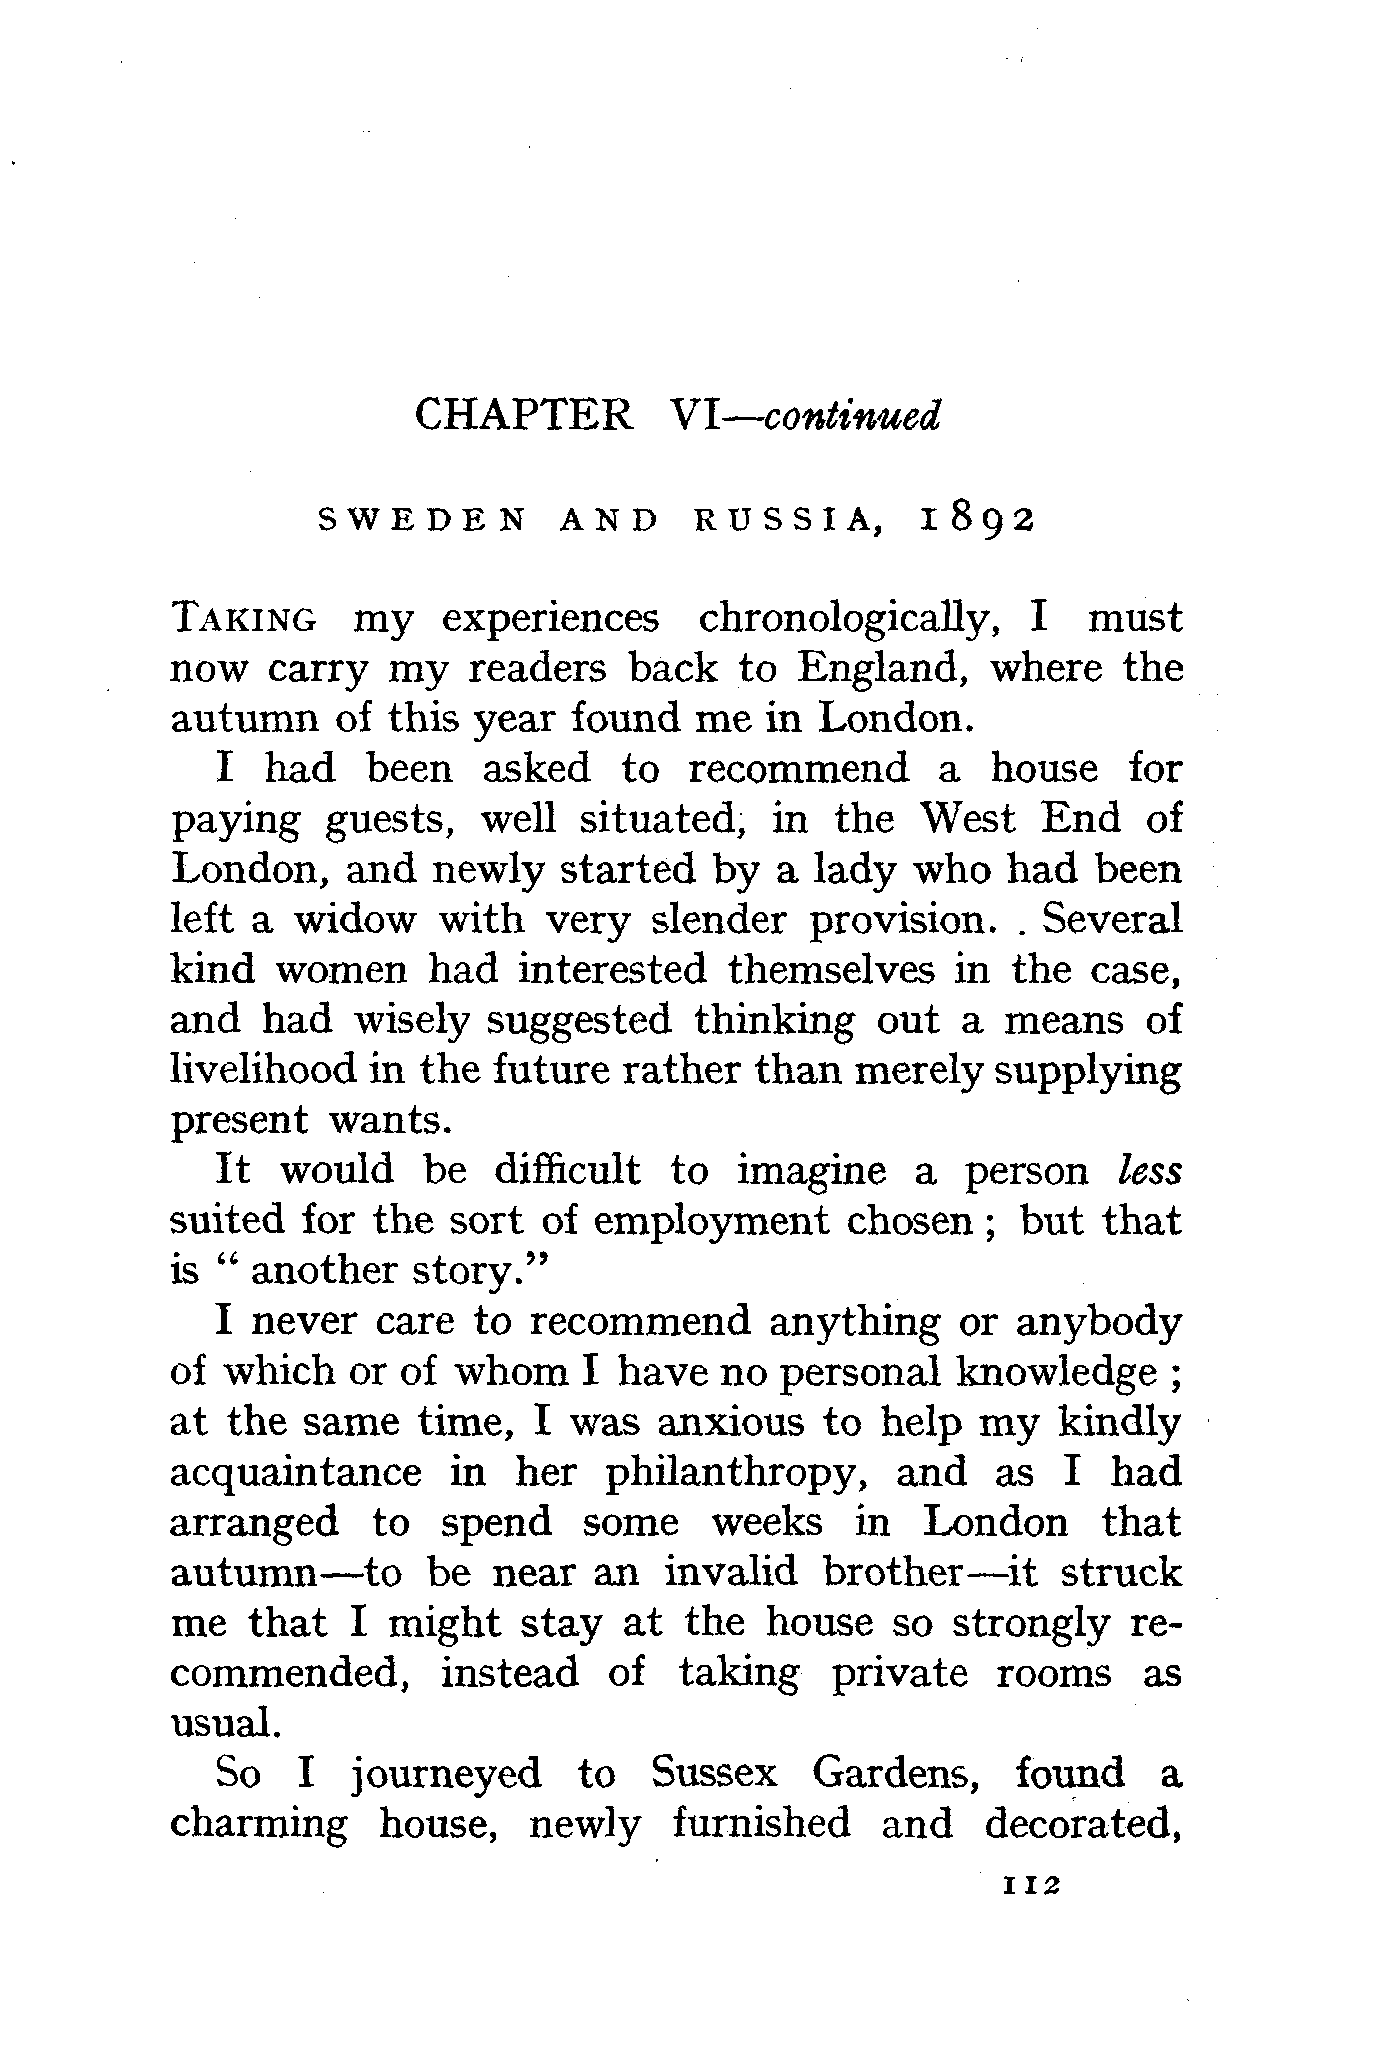 CHAPTER VI—continued
SWEDEN AND RUSSIA, 1892
TAKING my experiences chronologically, I must
now carry my readers back to England, where the
autumn of this year found me in London.
I had been asked to recommend a house for
paying guests, well situated, in the West End of
London, and newly started by a lady who had been
left a widow with very slender provision. . Several
kind women had interested themselves in the case,
and had wisely suggested thinking out a means of
livelihood in the future rather than merely supplying
present wants.
It would be difficult to imagine a person less
suited for the sort of employment chosen ; but that
is “ another story.”
I never care to recommend anything or anybody
of which or of whom I have no personal knowledge ;
at the same time, I was anxious to help my kindly
acquaintance in her philanthropy, and as I had
arranged to spend some weeks in London that
autumn—to be near an invalid brother—it struck
me that I might stay at the house so strongly re-
commended, instead of taking private rooms as
usual.
So I journeyed to Sussex Gardens, found a
charming house, newly furnished and decorated,
112